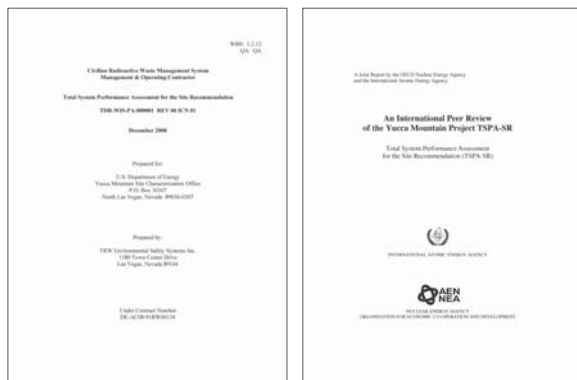 WBS: 1.2.12
QA: QA
Civilian Radioactive Waste Management System
Management & Operating Contractor
Total System Performance Assessment for the Site Recommendation
TDR-WIS-PA-000001 REV 00 ICN 01
December 2000
Prepared for:
U.S. Department of Energy
Yucca Mountain Site Characterization Office
P.O. Box 30307
North Las Vegas, Nevada 89036-0307
Prepared by:
TRW Environmental Safety Systems Inc.
1180 Town Center Drive
Las Vegas, Nevada 89144
Under Contract Number
DE-AC08-91RW00134
A Joint Report by the OECD Nuclear Energy Agency
and the International Atomic Energy Agency
An International Peer Review
of the Yucca Mountain Project TSPA-SR
Total System Performance Assessment
for the Site Recommendation (TSPA-SR)
INTERNATIONAL ATOMIC ENERGY AGENCY
AEN
NEA
NUCLEAR ENERGY AGENCY
ORGANISATION FOR ECONOMIC CO-OPERATION AND DEVELOPMENT